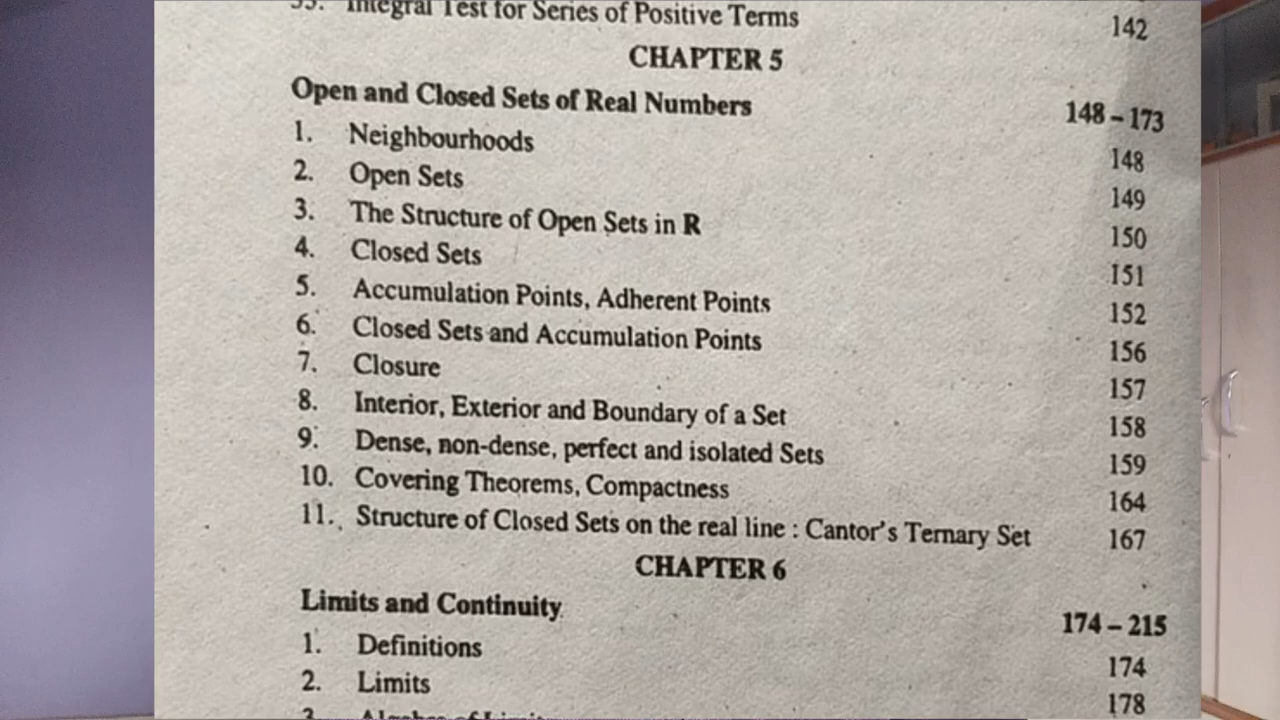 Integral Test for Series of Positive Terms 142
CHAPTER 5
Open and Closed Sets of Real Numbers 148 – 173
1. Neighbourhoods 148
2. Open Sets 149
3. The Structure of Open Sets in R 150
4. Closed Sets 151
5. Accumulation Points, Adherent Points 152
6. Closed Sets and Accumulation Points 156
7. Closure 157
8. Interior, Exterior and Boundary of a Set 158
9. Dense, non-dense, perfect and isolated Sets 159
10. Covering Theorems, Compactness 164
11. Structure of Closed Sets on the real line : Cantor's Ternary Set 167
CHAPTER 6
Limits and Continuity 174 – 215
1. Definitions 174
2. Limits 178